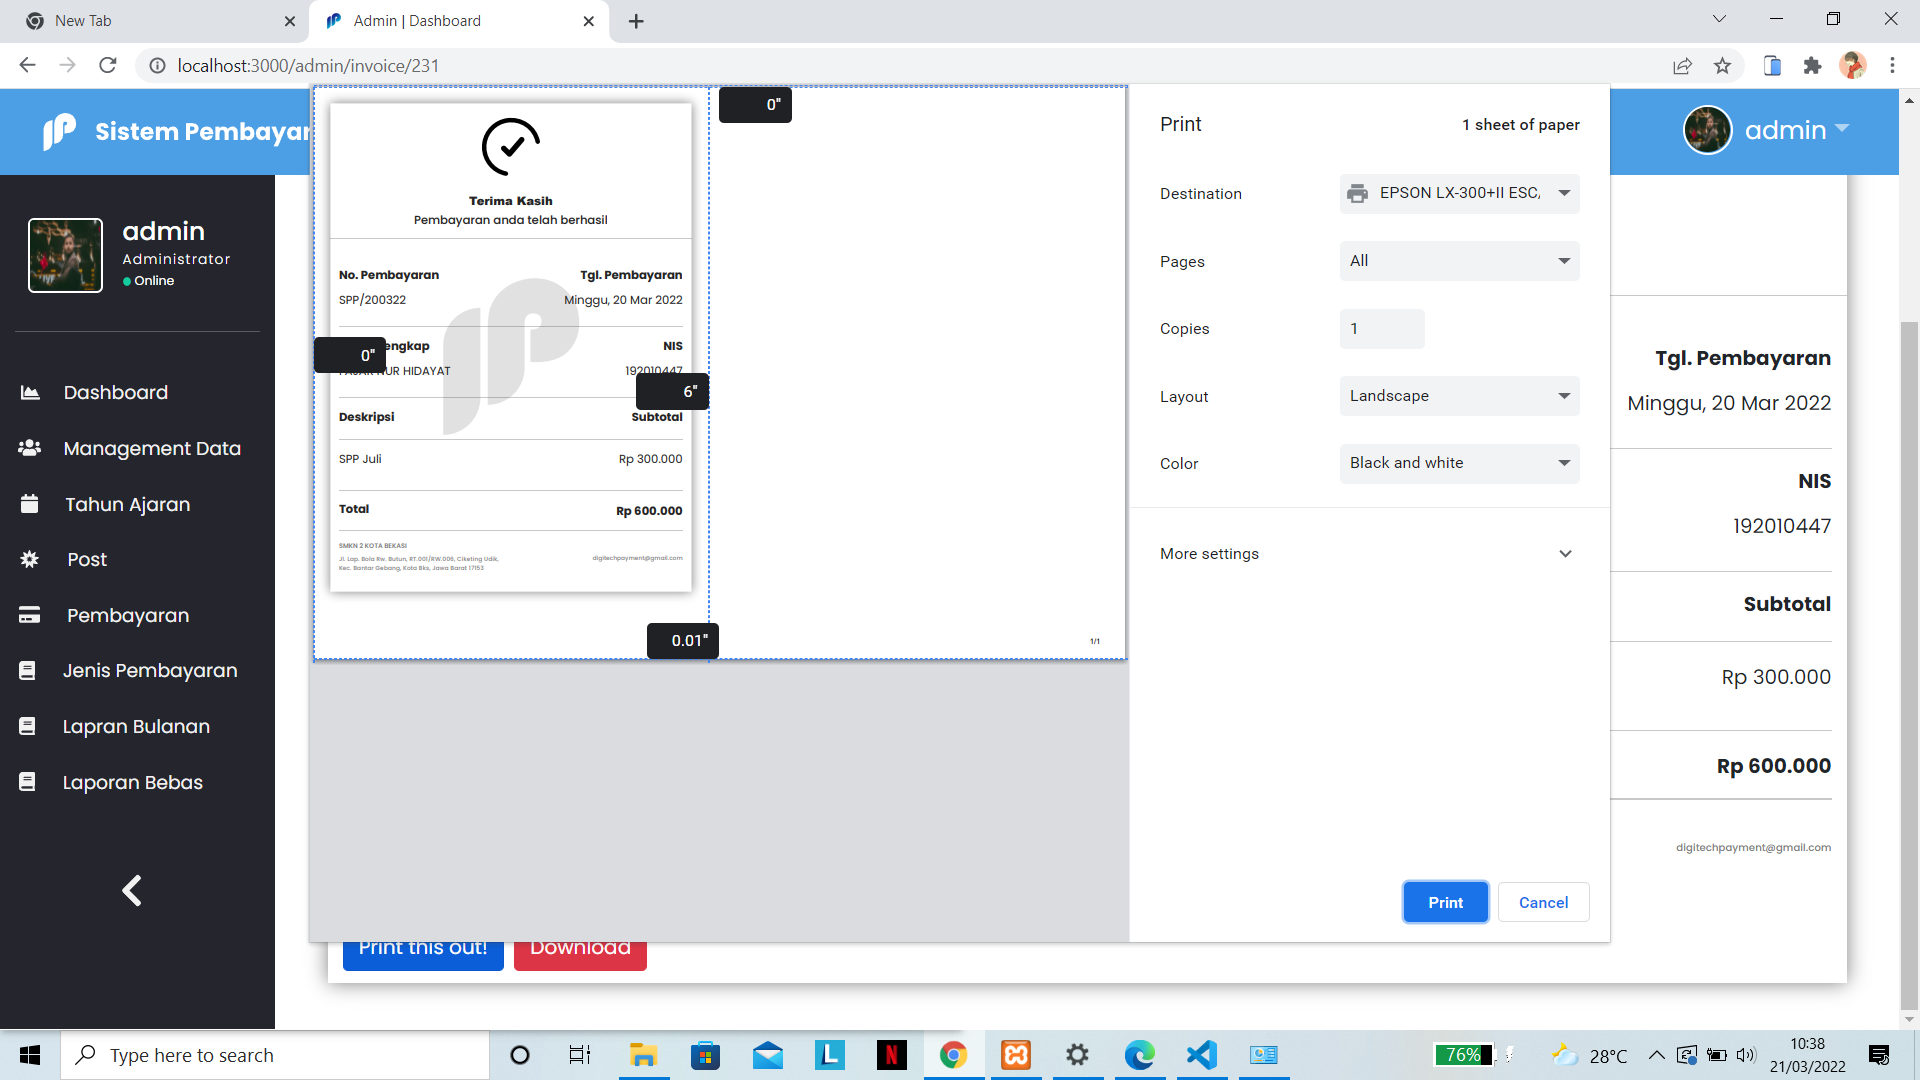 New Tab
Admin | Dashboard
localhost:3000/admin/invoice/231
Sistem Pembayar
admin
admin
Administrator
Online
Dashboard
Management Data
Tahun Ajaran
Post
Pembayaran
Jenis Pembayaran
Lapran Bulanan
Laporan Bebas
0"
Terima Kasih
Pembayaran anda telah berhasil
No. Pembayaran
Tgl. Pembayaran
SPP/200322
Minggu, 20 Mar 2022
0"
engkap
NIS
NUR HIDAYAT
192010447
6"
Deskripsi
Subtotal
SPP Juli
Rp 300.000
Total
Rp 600.000
SMKN 2 KOTA BEKASI
Jl. Lap. Bola Rw. Butun, RT.001/RW.006, Ciketing Udik,
Kec. Bantar Gebang, Kota Bks, Jawa Barat 17153
digitechpayment@gmail.com
0.01"
1/1
Print
1 sheet of paper
Destination
EPSON LX-300+II ESC,
Pages
All
Copies
1
Layout
Landscape
Color
Black and white
More settings
Print
Cancel
Tgl. Pembayaran
Minggu, 20 Mar 2022
NIS
192010447
Subtotal
Rp 300.000
Rp 600.000
digitechpayment@gmail.com
Print this out!
Download
Type here to search
L
N
76%
28°C
10:38
21/03/2022